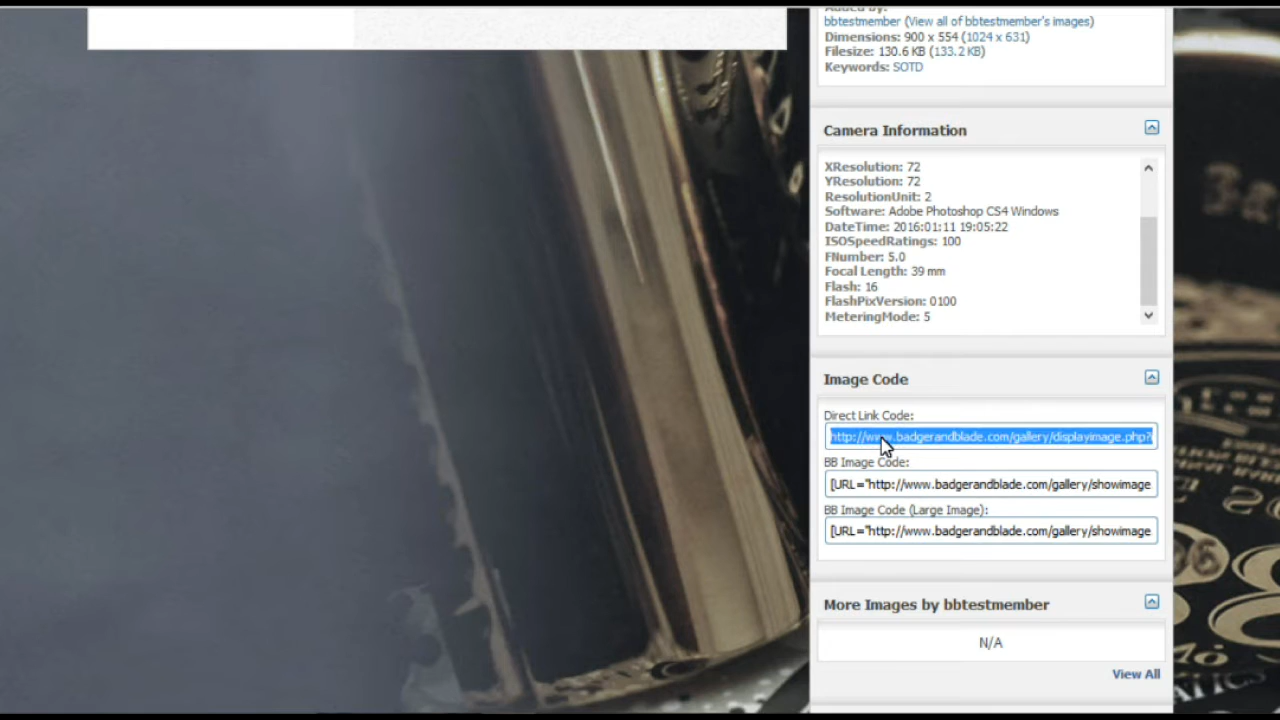 Added by:
bbtestmember (View all of bbtestmember's images)
Dimensions: 900 x 554 (1024 x 631)
Filesize: 130.6 KB (133.2 KB)
Keywords: SOTD
Camera Information
XResolution: 72
YResolution: 72
ResolutionUnit: 2
Software: Adobe Photoshop CS4 Windows
DateTime: 2016:01:11 19:05:22
ISOSpeedRatings: 100
FNumber: 5.0
Focal Length: 39 mm
Flash: 16
FlashPixVersion: 0100
MeteringMode: 5
Image Code
Direct Link Code:
http://www.badgerandblade.com/gallery/displayimage.php?
BB Image Code:
[URL="http://www.badgerandblade.com/gallery/showimage
BB Image Code (Large Image):
[URL="http://www.badgerandblade.com/gallery/showimage
More Images by bbtestmember
N/A
View All